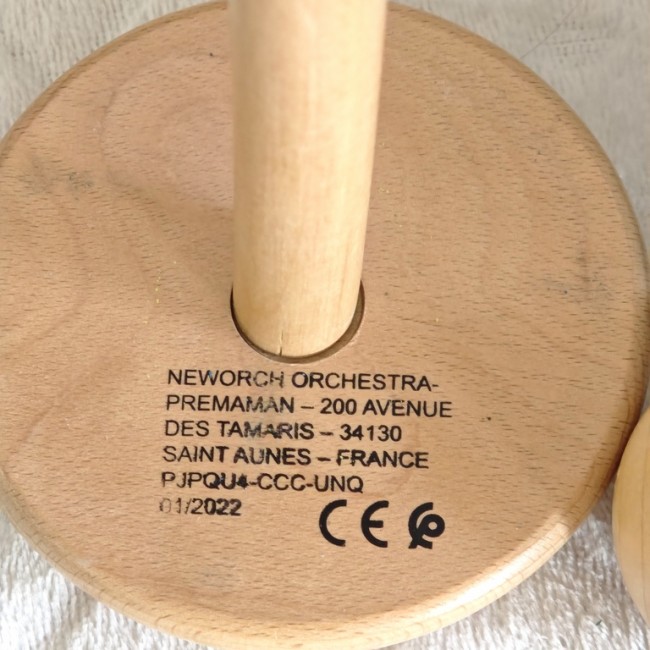 NEWORCH ORCHESTRA-
PREMAMAN – 200 AVENUE
DES TAMARIS – 34130
SAINT AUNES – FRANCE
PJPQU4-CCC-UNQ
01/2022
CE